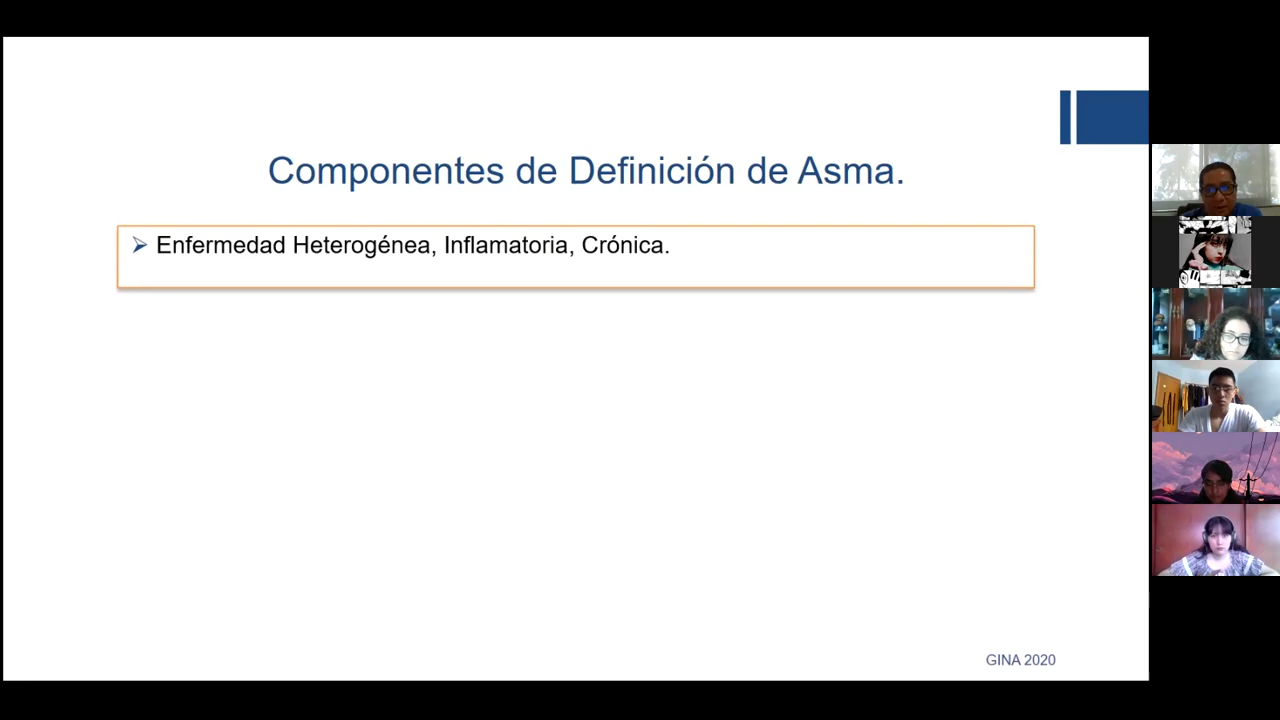 Componentes de Definición de Asma.
➢ Enfermedad Heterogénea, Inflamatoria, Crónica.
GINA 2020